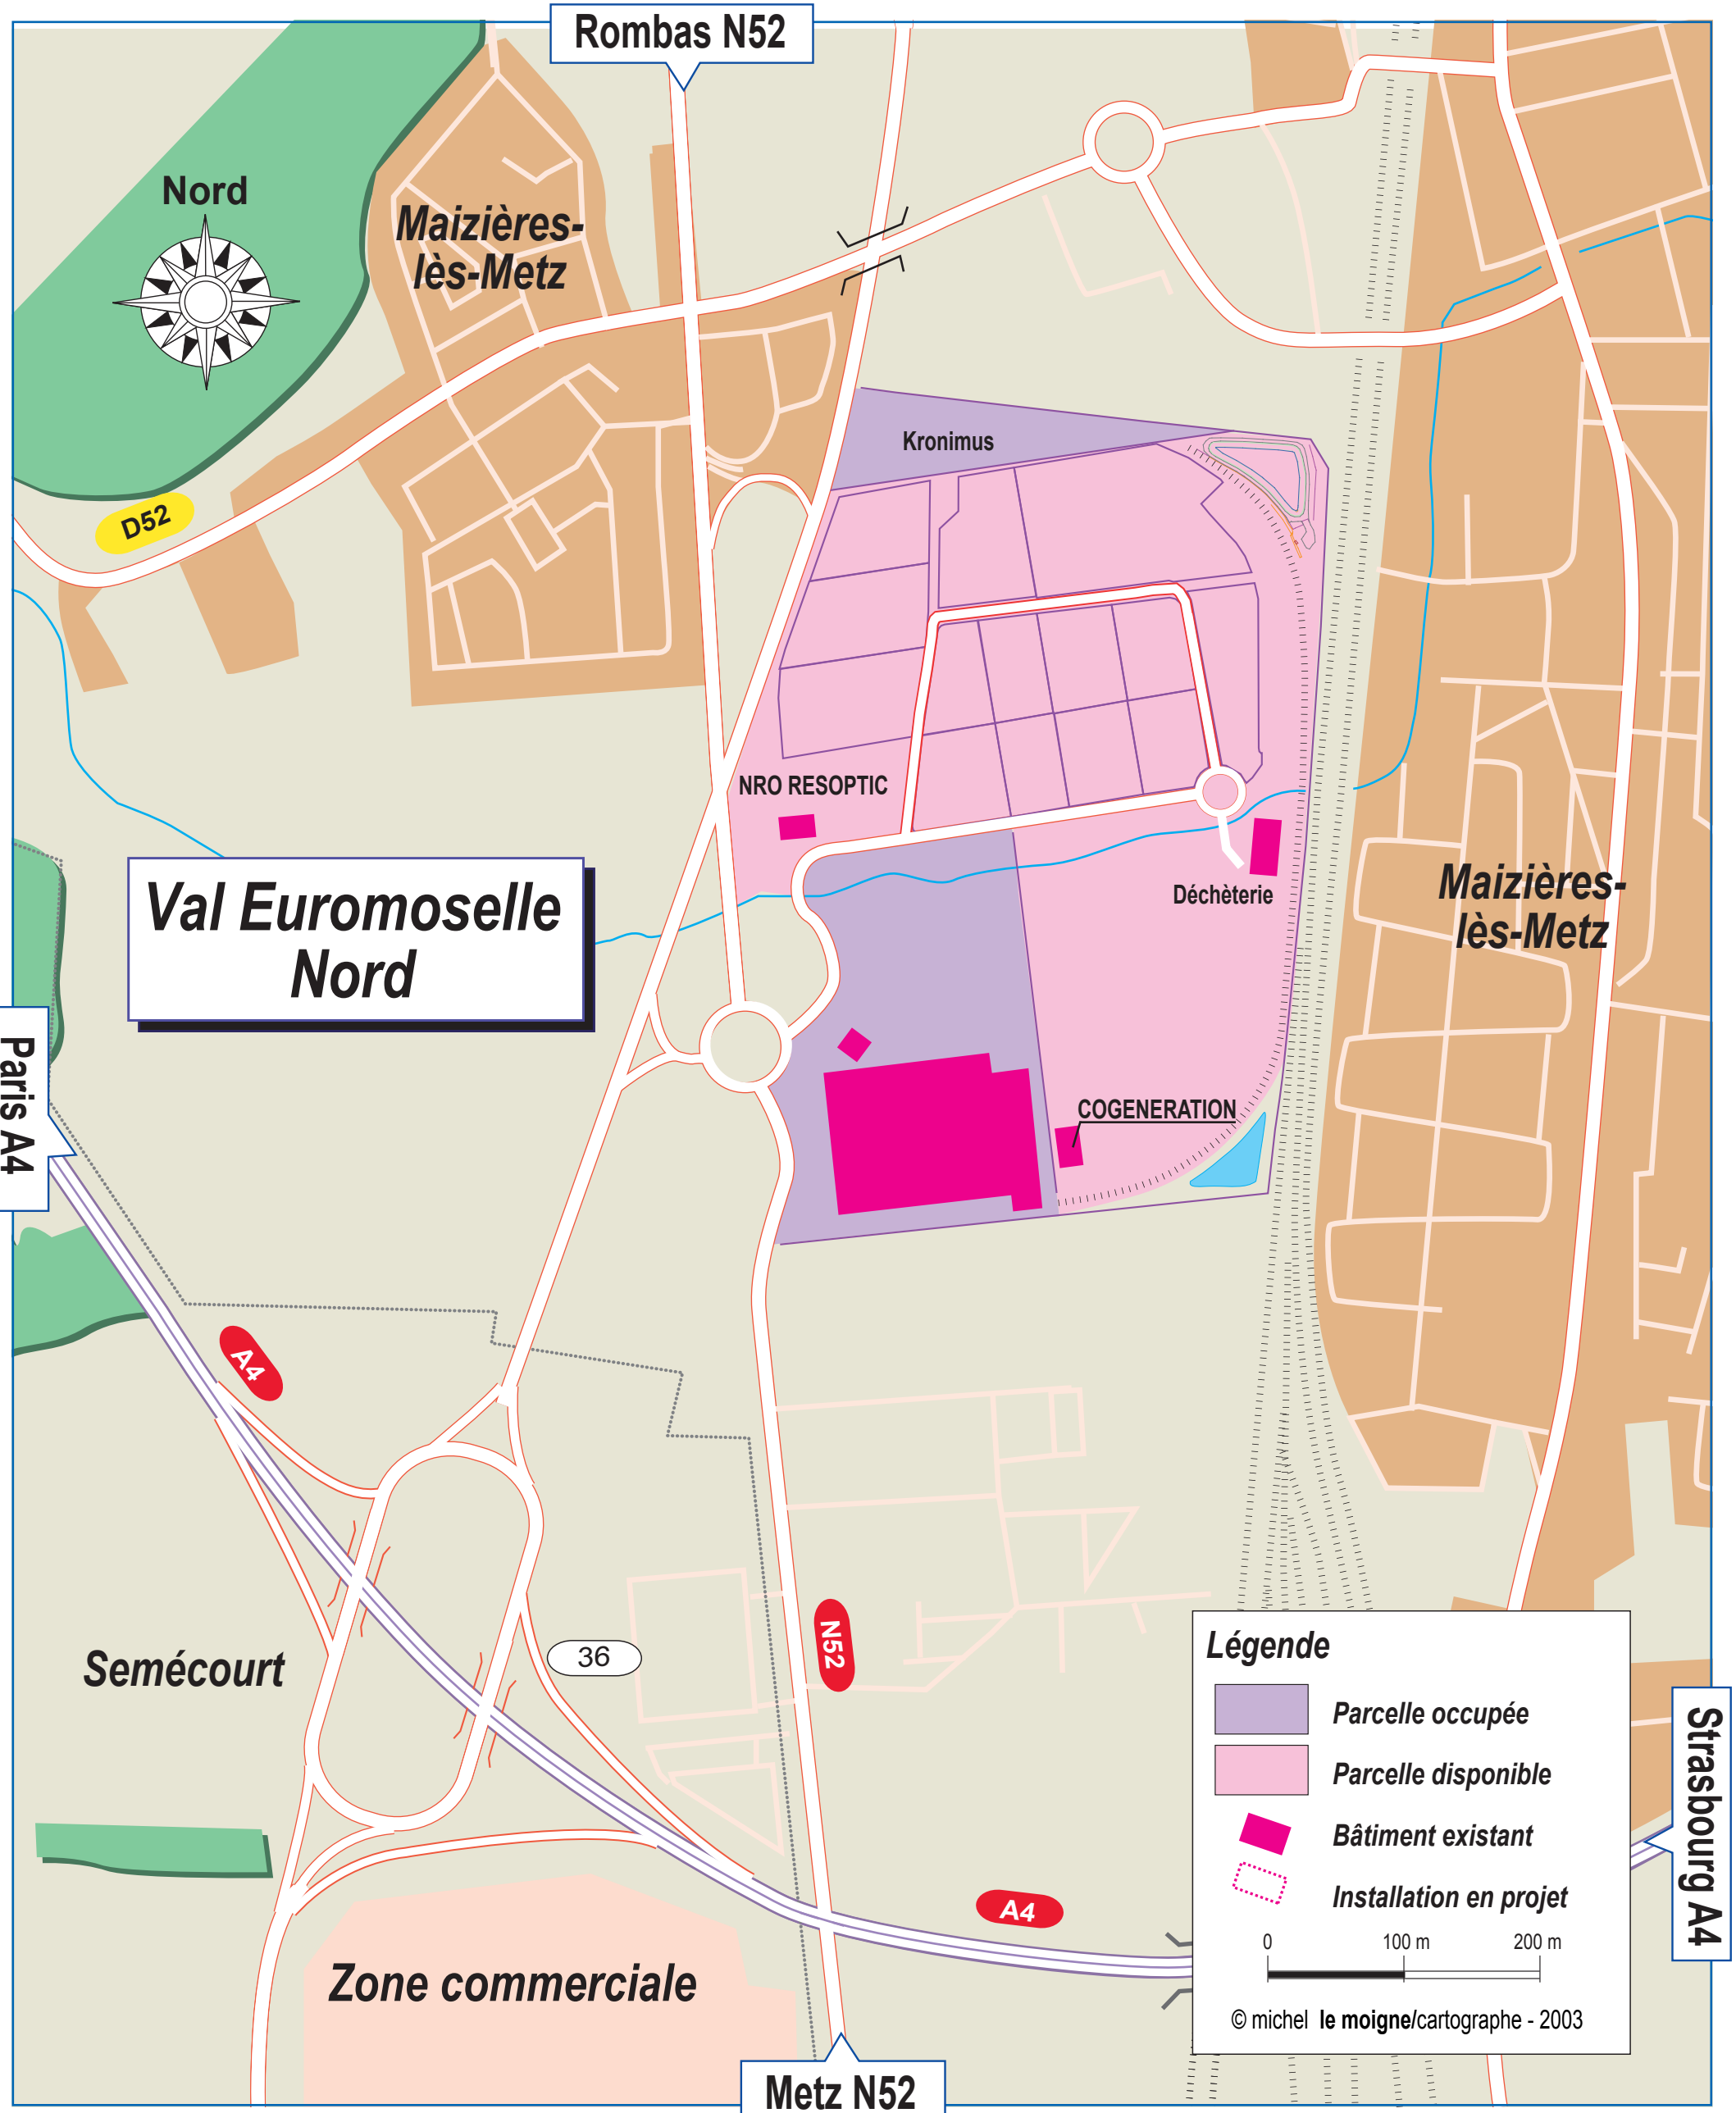 Rombas N52
Nord
Maizières-
lès-Metz
Kronimus
D52
NRO RESOPTIC
Val Euromoselle
Nord
Déchèterie
Maizières-
lès-Metz
Paris A4
COGENERATION
A4
N52
36
Semécourt
Légende
Parcelle occupée
Parcelle disponible
Bâtiment existant
Installation en projet
0 100 m 200 m
© michel le moigne/cartographe - 2003
Strasbourg A4
A4
Zone commerciale
Metz N52